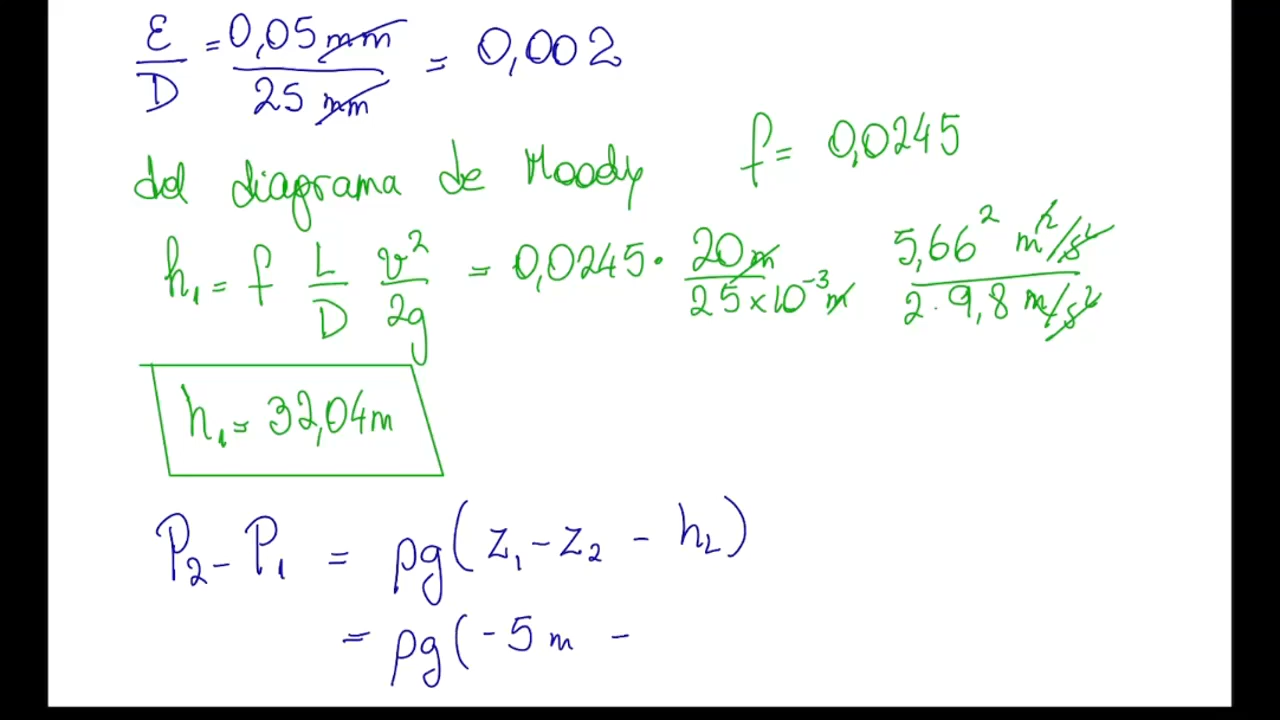 ε/D = 0,05 mm / 25 mm = 0,002
del diagrama de Moody f = 0,0245
h₁ = f L/D v²/2g = 0,0245 · 20 m / 25 × 10⁻³ m 5,66² m²/s² / 2 · 9,8 m/s²
h₁ = 32,04 m
P₂ - P₁ = ρg(z₁ - z₂ - h_L)
= ρg(-5 m -